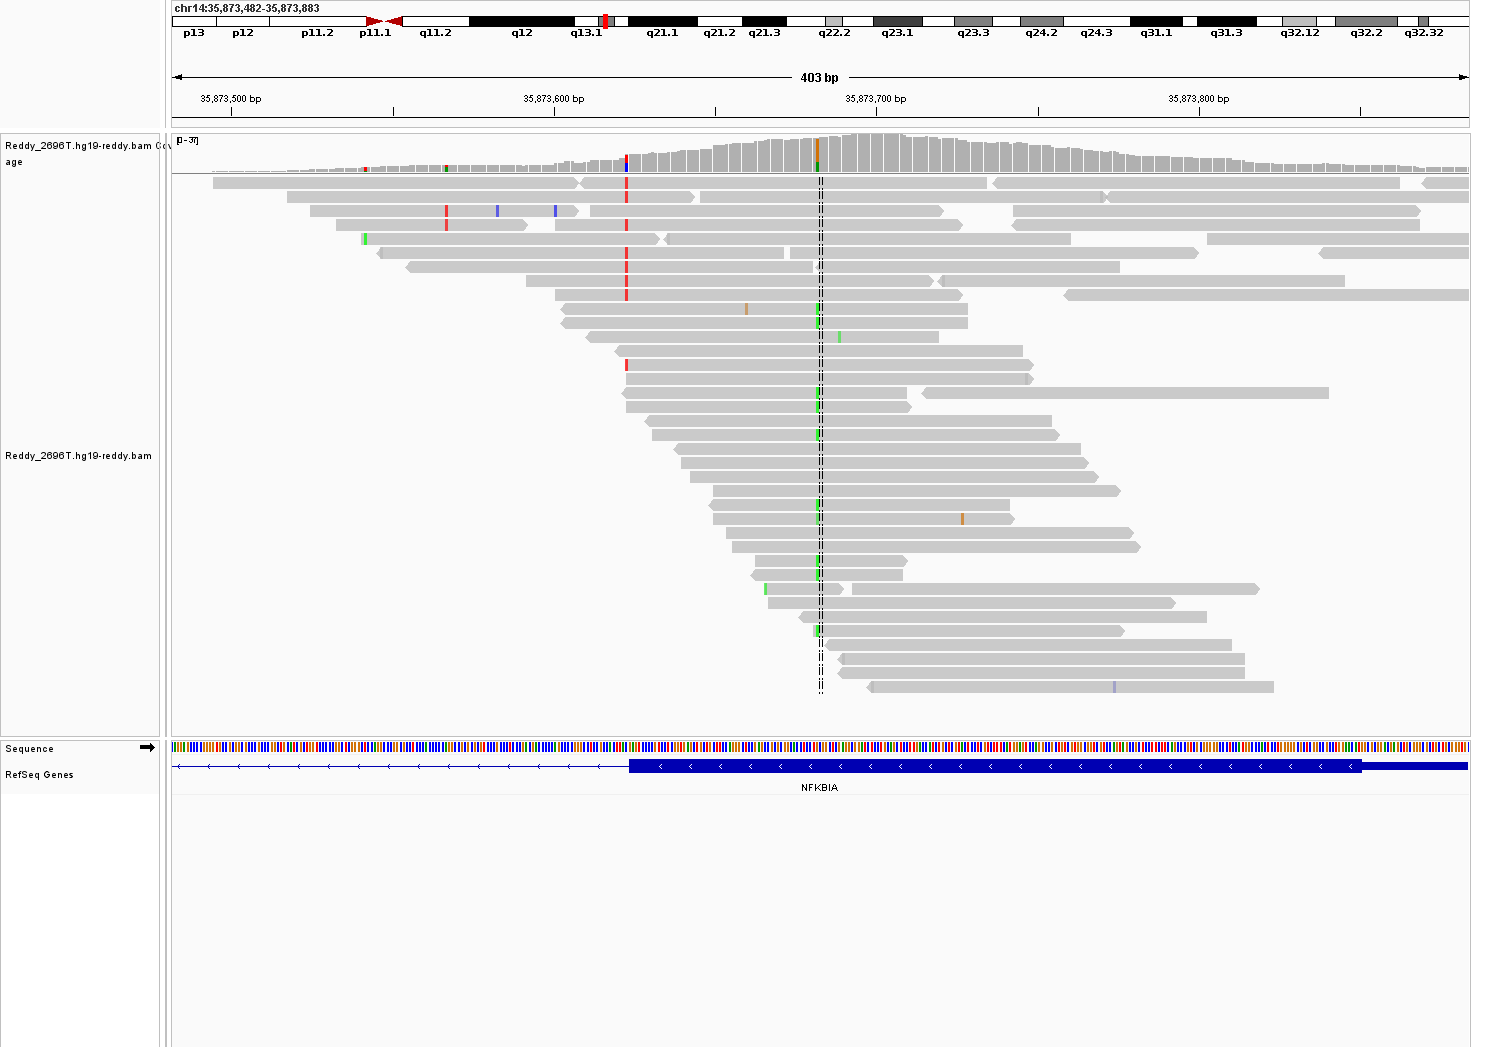 chr14:35,873,482-35,873,883
p13 p12 p11.2 p11.1 q11.2 q12 q13.1 q21.1 q21.2 q21.3 q22.2 q23.1 q23.3 q24.2 q24.3 q31.1 q31.3 q32.12 q32.2 q32.32
403 bp
35,873,500 bp 35,873,600 bp 35,873,700 bp 35,873,800 bp
Reddy_2696T.hg19-reddy.bam Cov
age
[0-37]
Reddy_2696T.hg19-reddy.bam
Sequence
RefSeq Genes
NFKBIA